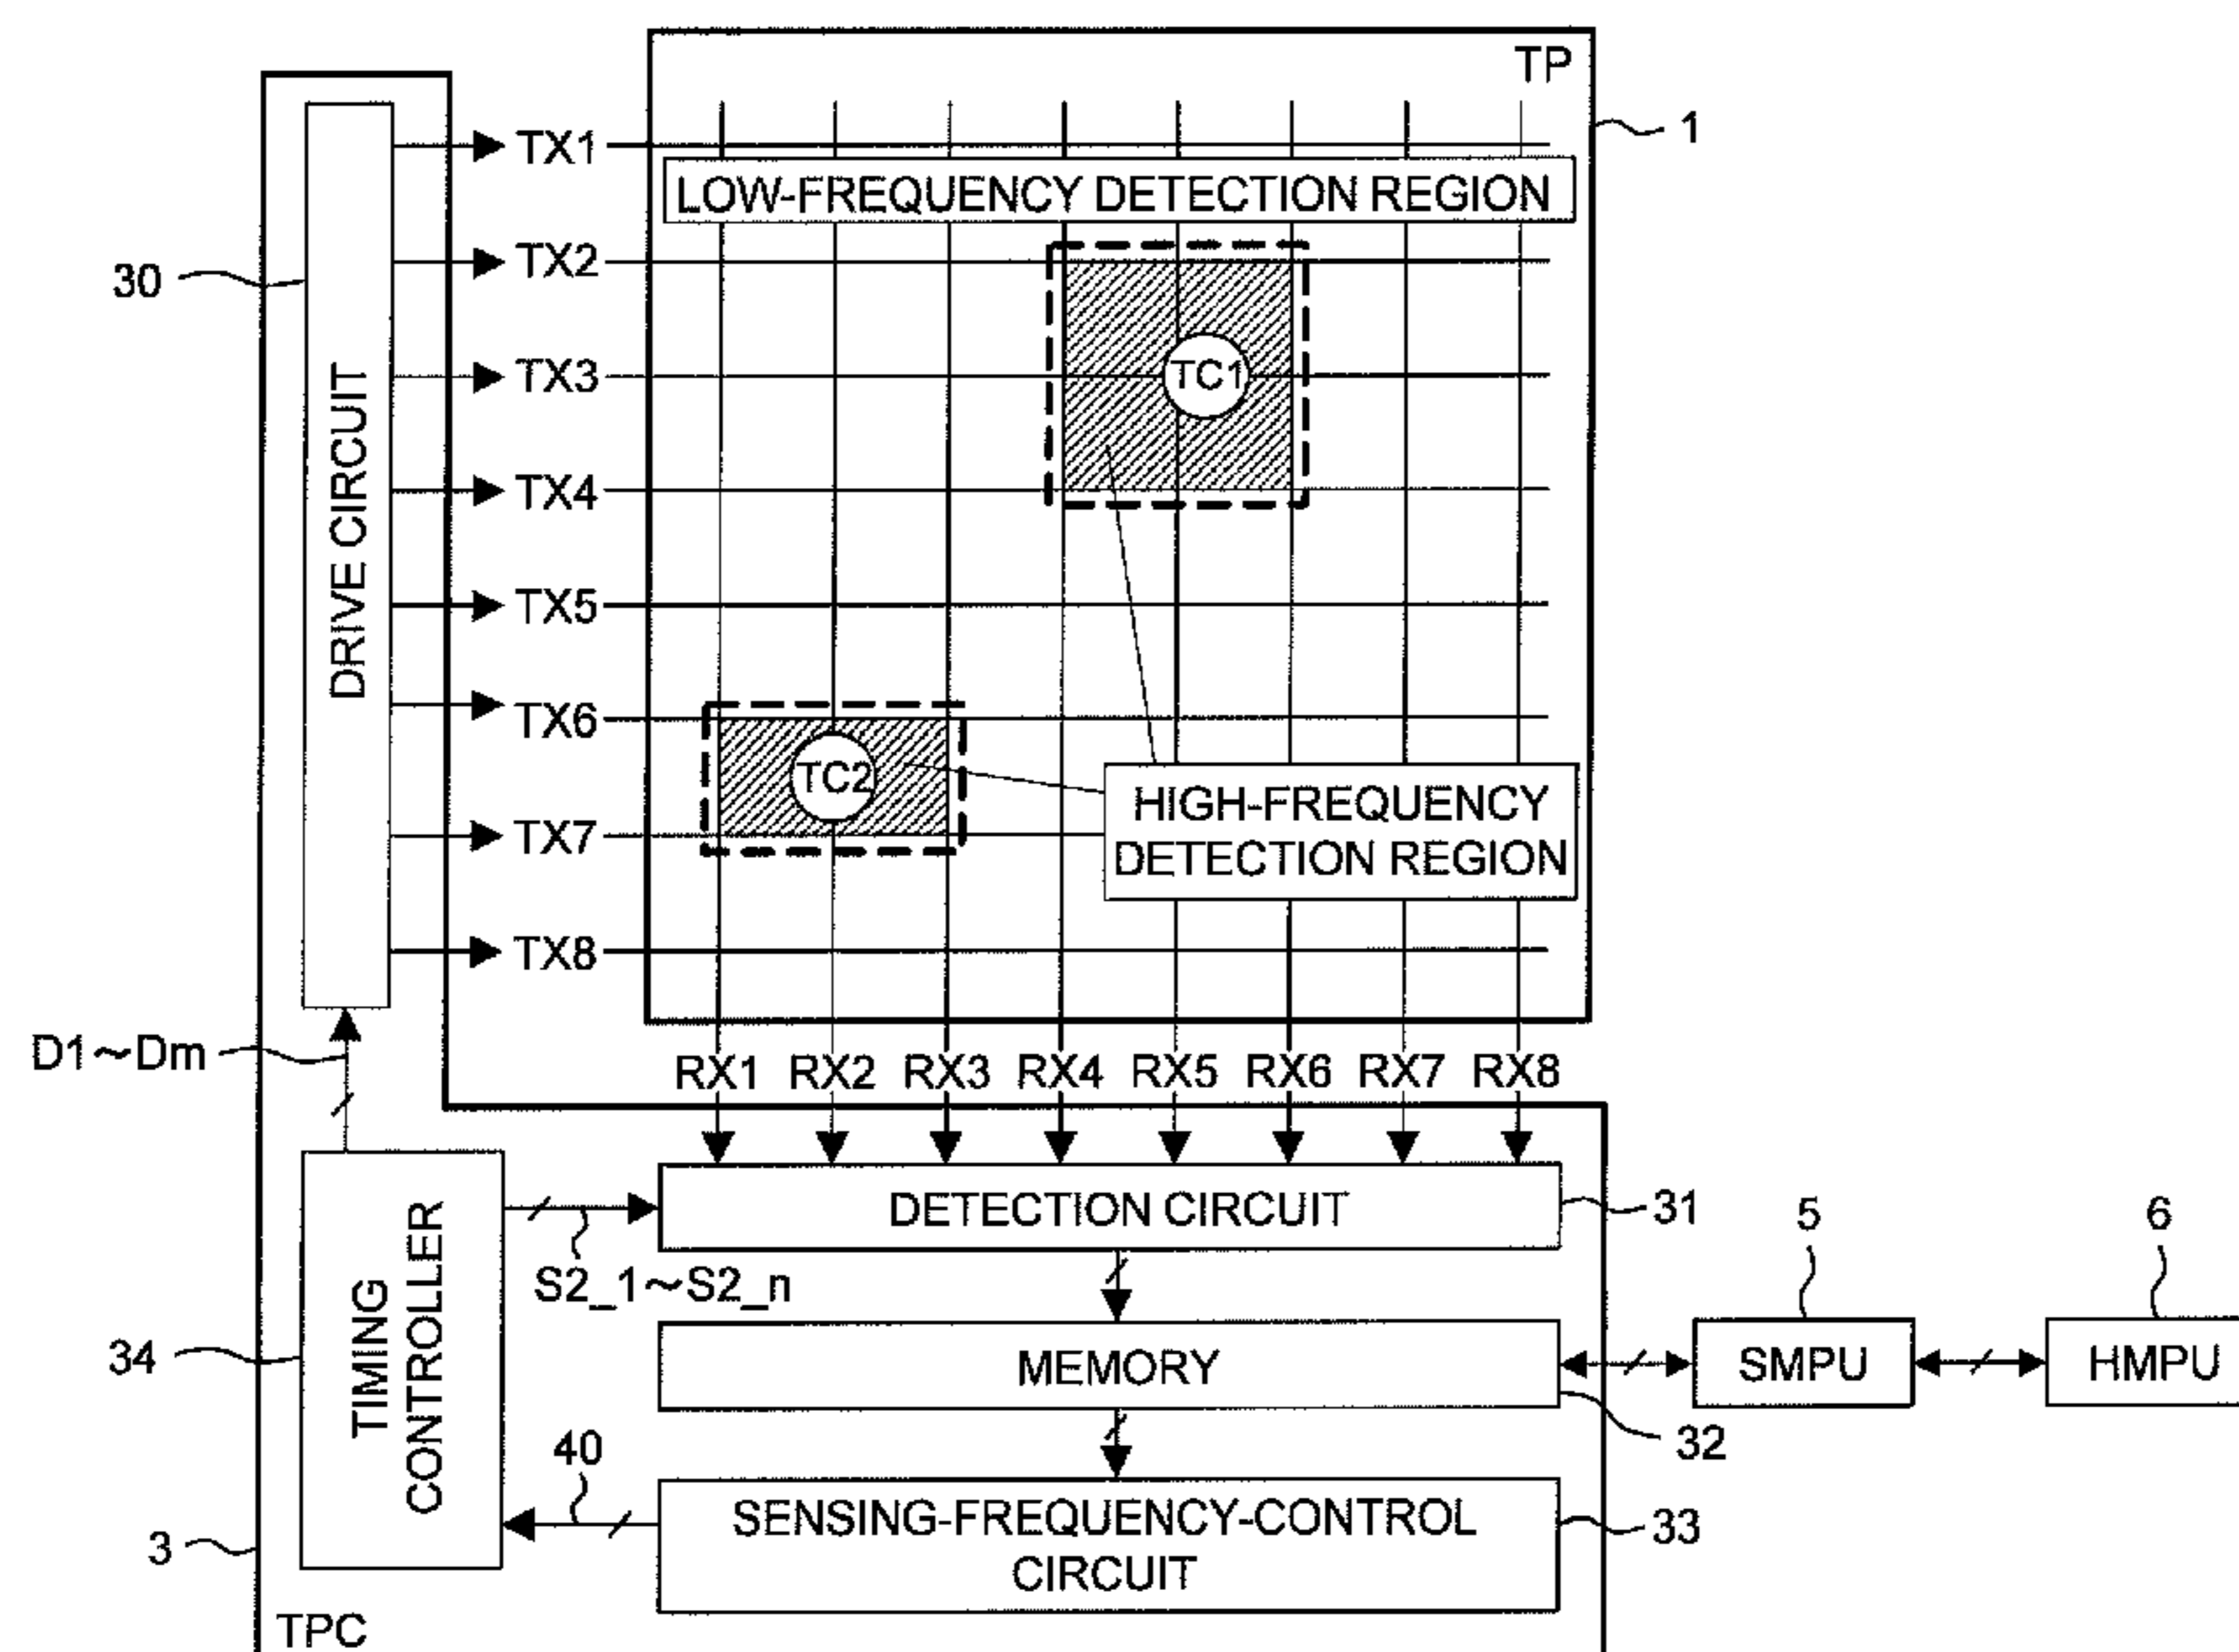 TP
1
TX1
LOW-FREQUENCY DETECTION REGION
TX2
30
TX3
TC1
DRIVE CIRCUIT
TX4
TX5
TX6
TC2
HIGH-FREQUENCY
DETECTION REGION
TX7
TX8
D1~Dm
RX1 RX2 RX3 RX4 RX5 RX6 RX7 RX8
DETECTION CIRCUIT
31
5
6
S2_1~S2_n
TIMING
CONTROLLER
34
MEMORY
SMPU
HMPU
32
40
SENSING-FREQUENCY-CONTROL
CIRCUIT
33
3
TPC